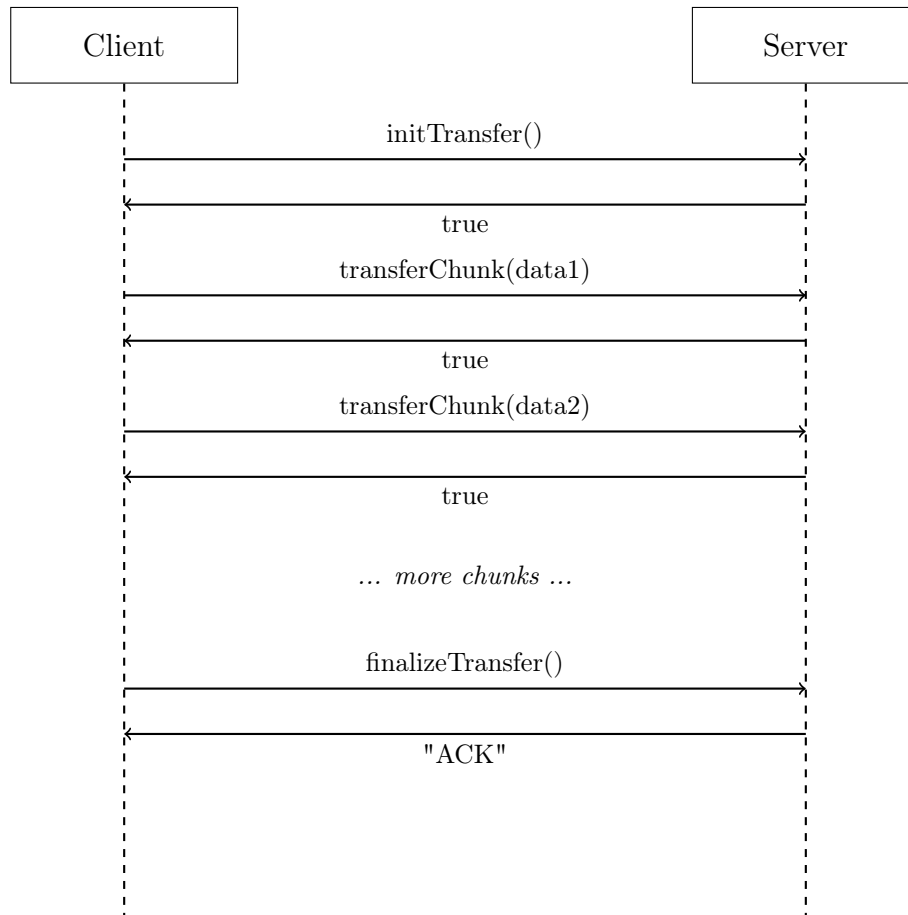 Client
Server
initTransfer()
true
transferChunk(data1)
true
transferChunk(data2)
true
... more chunks ...
finalizeTransfer()
"ACK"